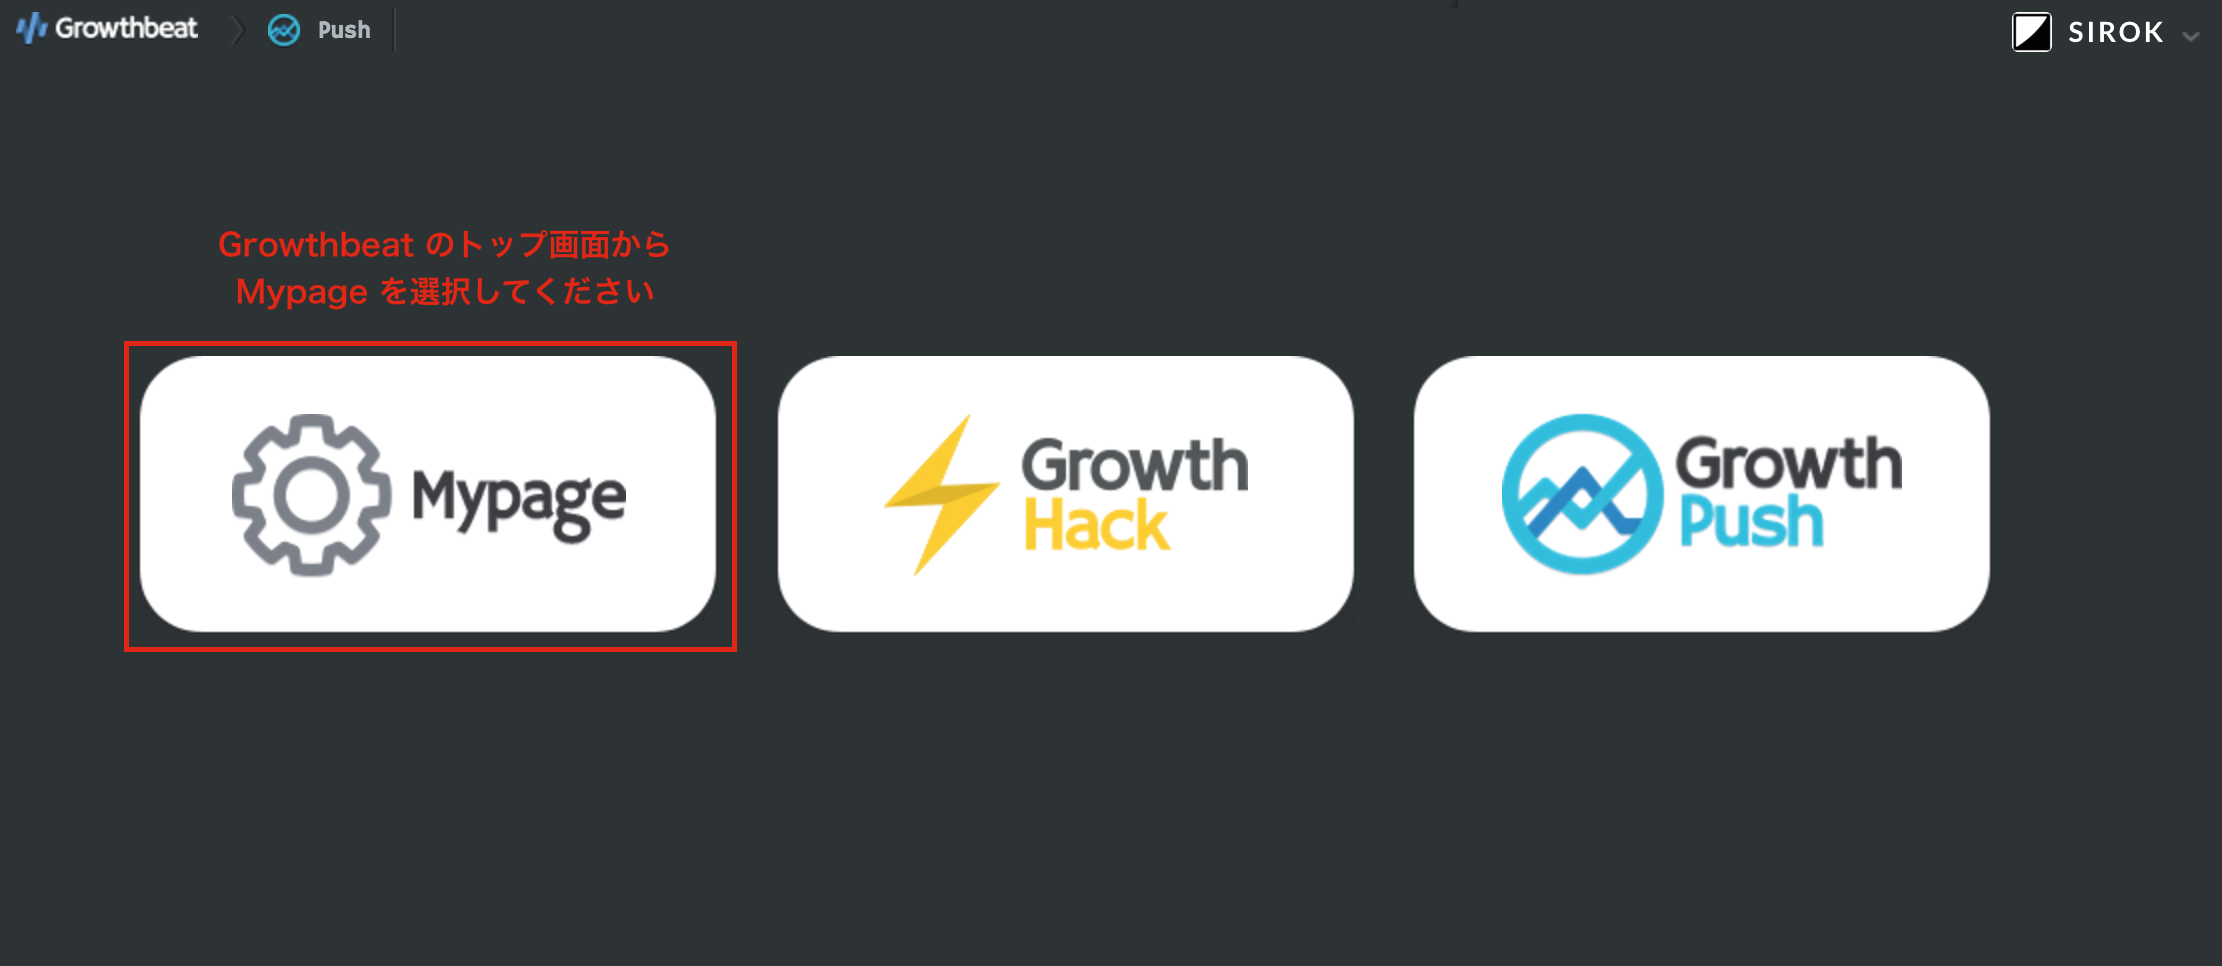 Growthbeat
Push
SIROK
Growthbeat のトップ画面から
Mypage を選択してください
Mypage
Growth
Hack
Growth
Push